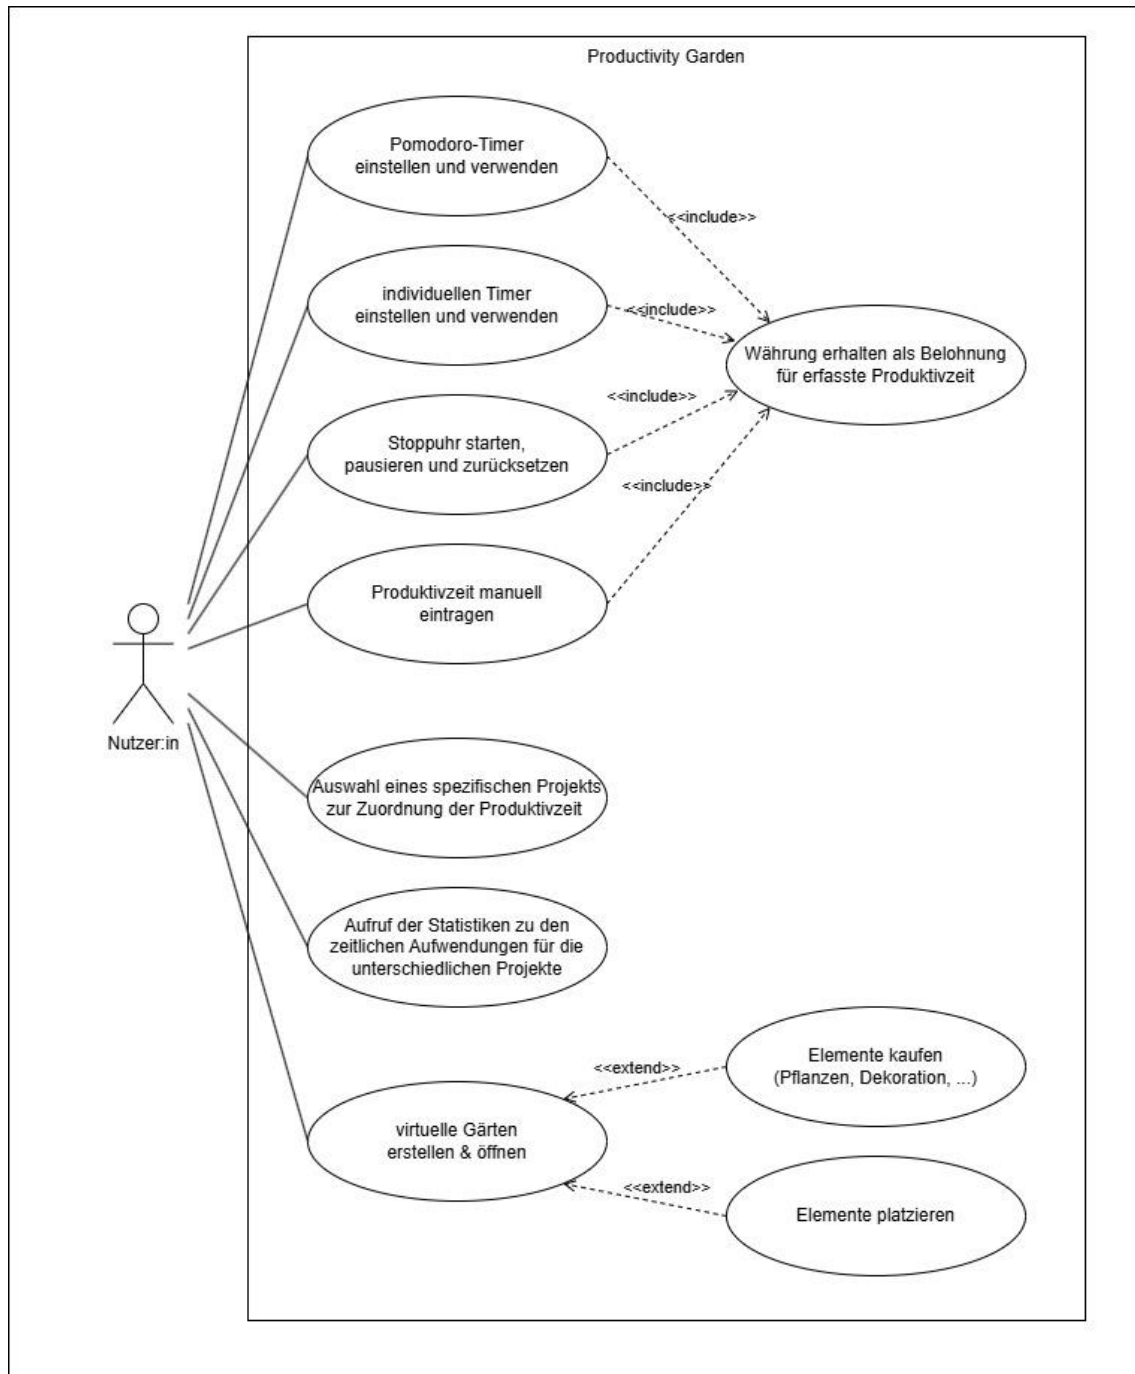 Productivity Garden
Pomodoro-Timer
einstellen und verwenden
<<include>>
individuellen Timer
einstellen und verwenden
<<include>>
Währung erhalten als Belohnung
für erfasste Produktivzeit
<<include>>
Stoppuhr starten,
pausieren und zurücksetzen
<<include>>
Produktivzeit manuell
eintragen
Nutzer:in
Auswahl eines spezifischen Projekts
zur Zuordnung der Produktivzeit
Aufruf der Statistiken zu den
zeitlichen Aufwendungen für die
unterschiedlichen Projekte
Elemente kaufen
(Pflanzen, Dekoration, ...)
<<extend>>
virtuelle Gärten
erstellen & öffnen
<<extend>>
Elemente platzieren